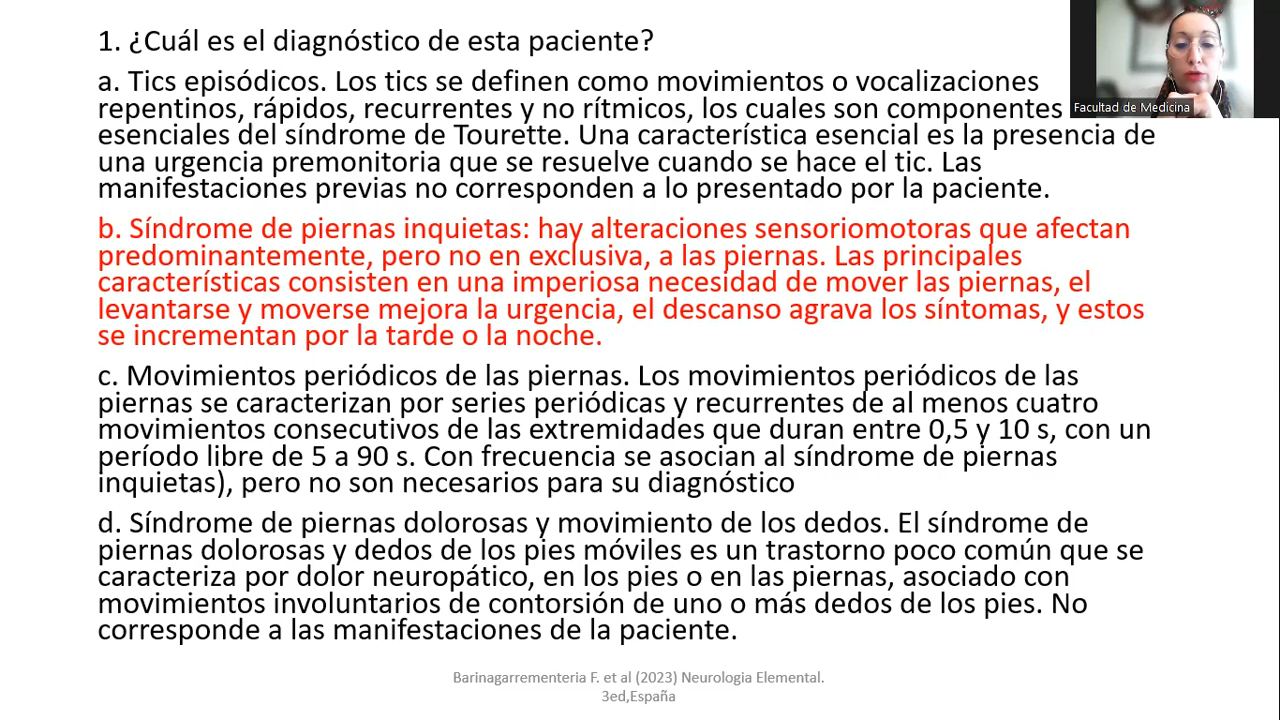 1. ¿Cuál es el diagnóstico de esta paciente?
a. Tics episódicos. Los tics se definen como movimientos o vocalizaciones
repentinos, rápidos, recurrentes y no rítmicos, los cuales son componentes
esenciales del síndrome de Tourette. Una característica esencial es la presencia de
una urgencia premonitoria que se resuelve cuando se hace el tic. Las
manifestaciones previas no corresponden a lo presentado por la paciente.
b. Síndrome de piernas inquietas: hay alteraciones sensoriomotoras que afectan
predominantemente, pero no en exclusiva, a las piernas. Las principales
características consisten en una imperiosa necesidad de mover las piernas, el
levantarse y moverse mejora la urgencia, el descanso agrava los síntomas, y estos
se incrementan por la tarde o la noche.
c. Movimientos periódicos de las piernas. Los movimientos periódicos de las
piernas se caracterizan por series periódicas y recurrentes de al menos cuatro
movimientos consecutivos de las extremidades que duran entre 0,5 y 10 s, con un
período libre de 5 a 90 s. Con frecuencia se asocian al síndrome de piernas
inquietas), pero no son necesarios para su diagnóstico
d. Síndrome de piernas dolorosas y movimiento de los dedos. El síndrome de
piernas dolorosas y dedos de los pies móviles es un trastorno poco común que se
caracteriza por dolor neuropático, en los pies o en las piernas, asociado con
movimientos involuntarios de contorsión de uno o más dedos de los pies. No
corresponde a las manifestaciones de la paciente.
Barinagarrementeria F. et al (2023) Neurologia Elemental.
3ed,España
Facultad de Medicina